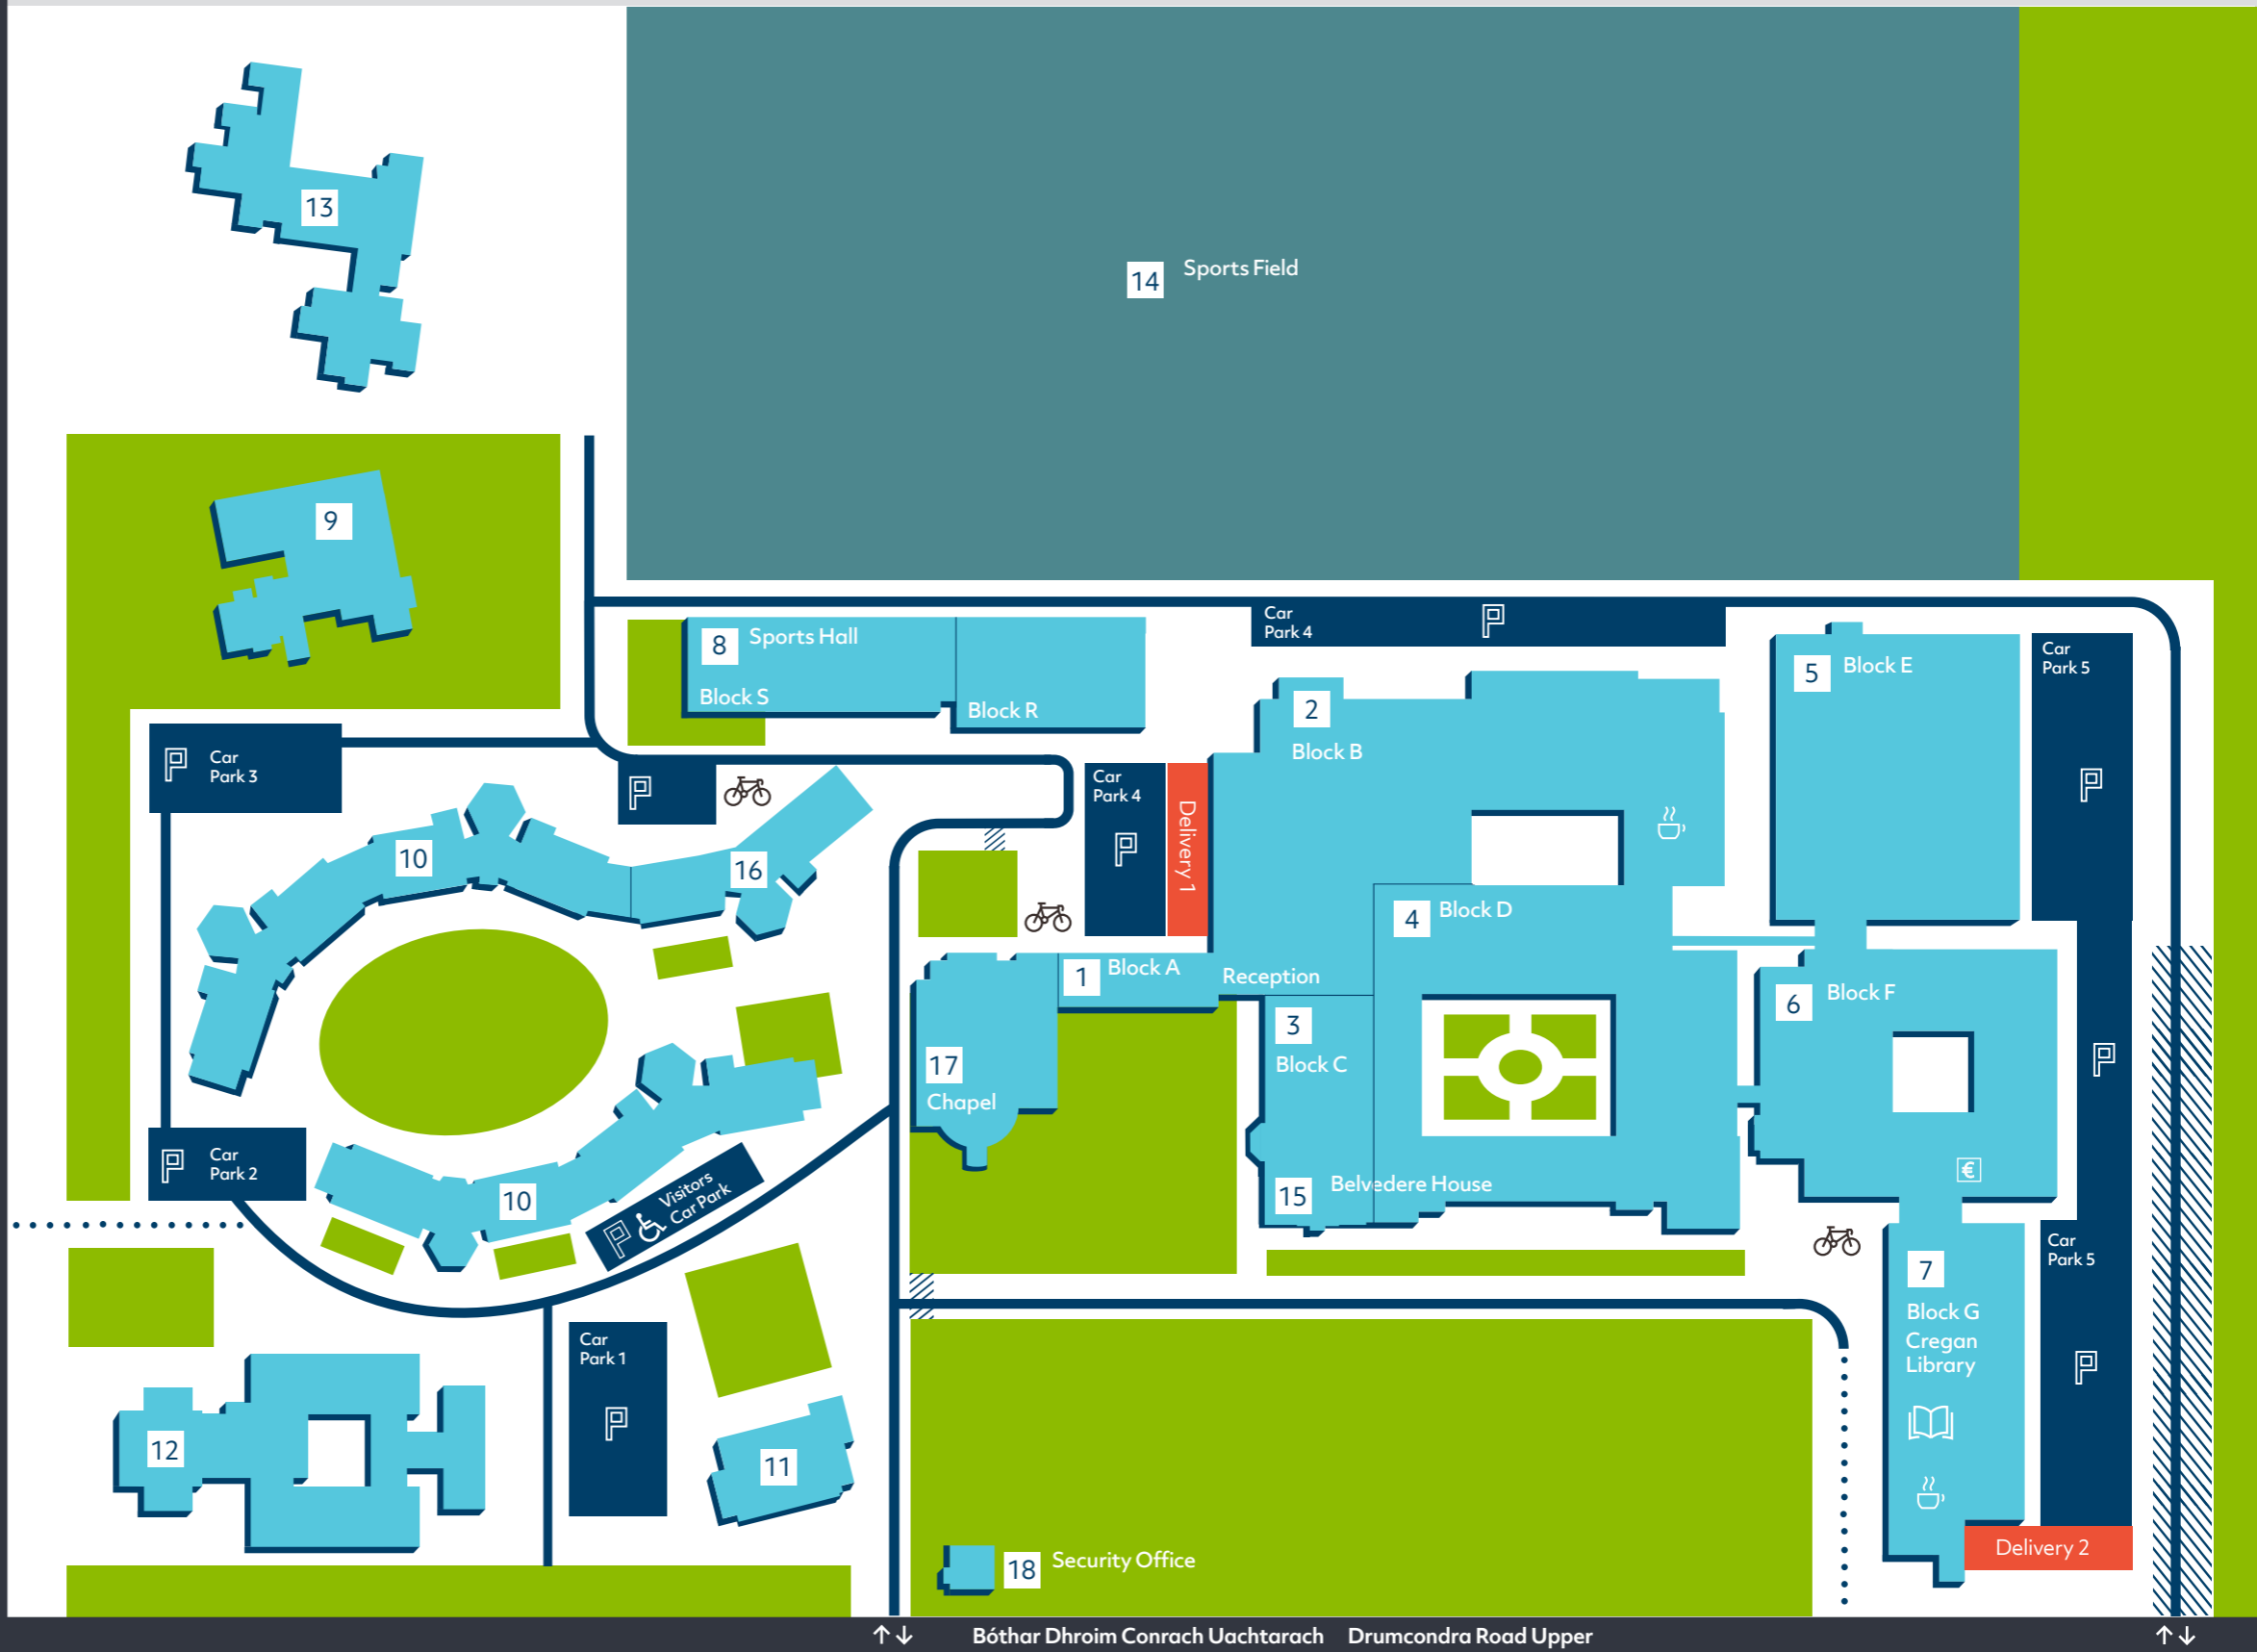 13
14 Sports Field
9
8 Sports Hall
Block S
Block R
Car
Park 4
P
2
Block B
5 Block E
Car
Park 5
P
P
Car
Park 3
P
10
16
Car
Park 4
P
Delivery 1
4 Block D
1 Block A
Reception
3
Block C
6 Block F
P
17
Chapel
P
Car
Park 2
10
P
Visitors
Car Park
15 Belvedere House
€
Car
Park 5
P
7
Block G
Cregan
Library
Car
Park 1
P
12
11
18 Security Office
Delivery 2
Bóthar Dhroim Conrach Uachtarach Drumcondra Road Upper